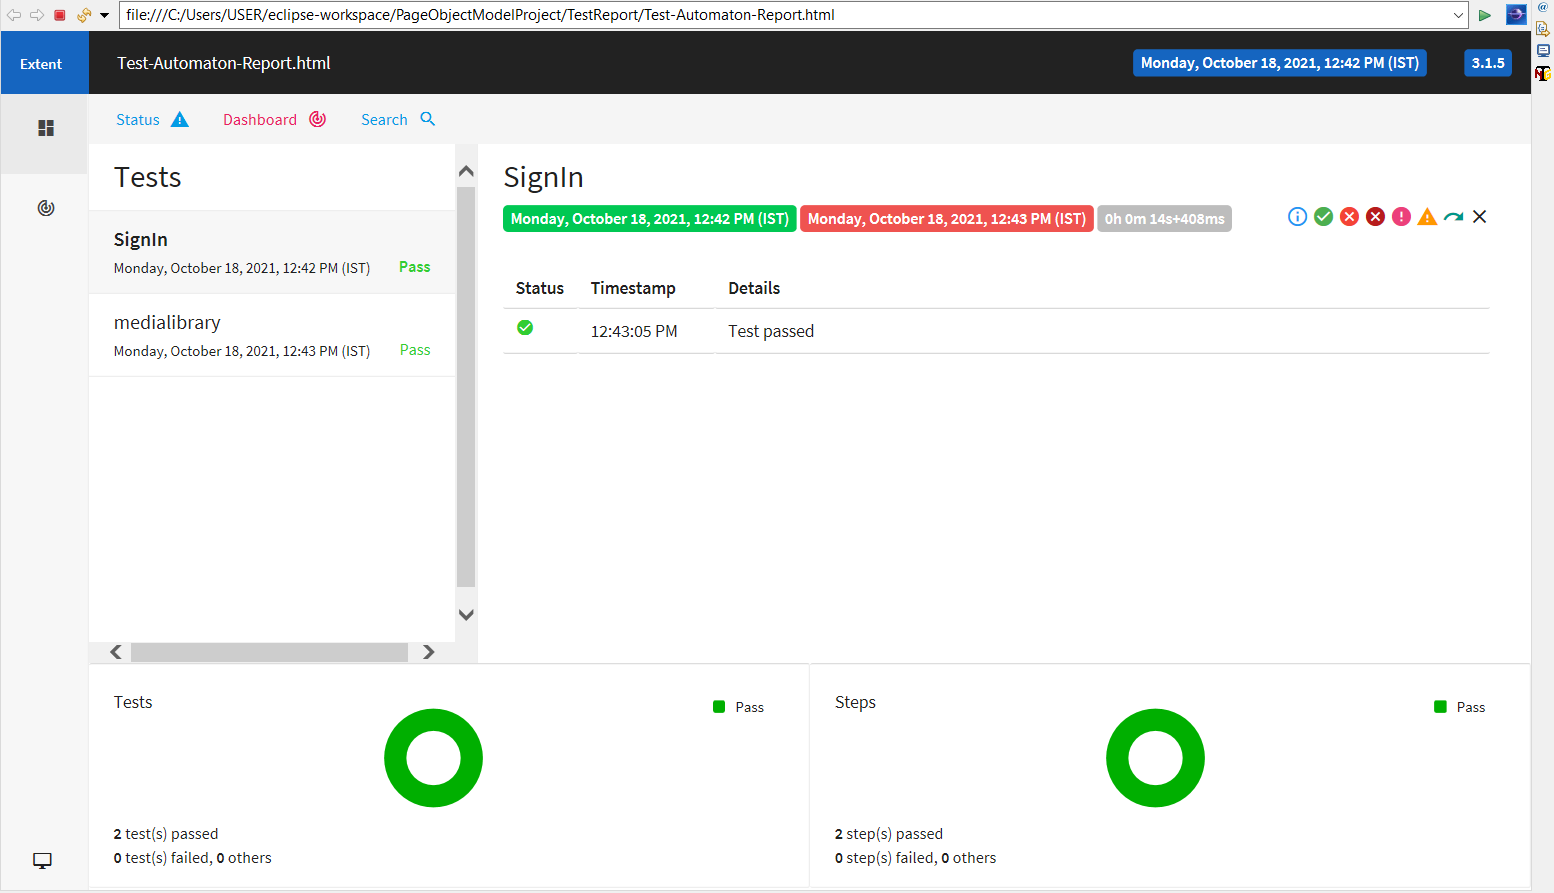 file:///C:/Users/USER/eclipse-workspace/PageObjectModelProject/TestReport/Test-Automaton-Report.html
Extent
Test-Automaton-Report.html
Monday, October 18, 2021, 12:42 PM (IST)
3.1.5
Status
Dashboard
Search
Tests
SignIn
Monday, October 18, 2021, 12:42 PM (IST) Pass
medialibrary
Monday, October 18, 2021, 12:43 PM (IST) Pass
SignIn
Monday, October 18, 2021, 12:42 PM (IST) Monday, October 18, 2021, 12:43 PM (IST) 0h 0m 14s+408ms
Status Timestamp Details
12:43:05 PM Test passed
Tests
Pass
2 test(s) passed
0 test(s) failed, 0 others
Steps
Pass
2 step(s) passed
0 step(s) failed, 0 others